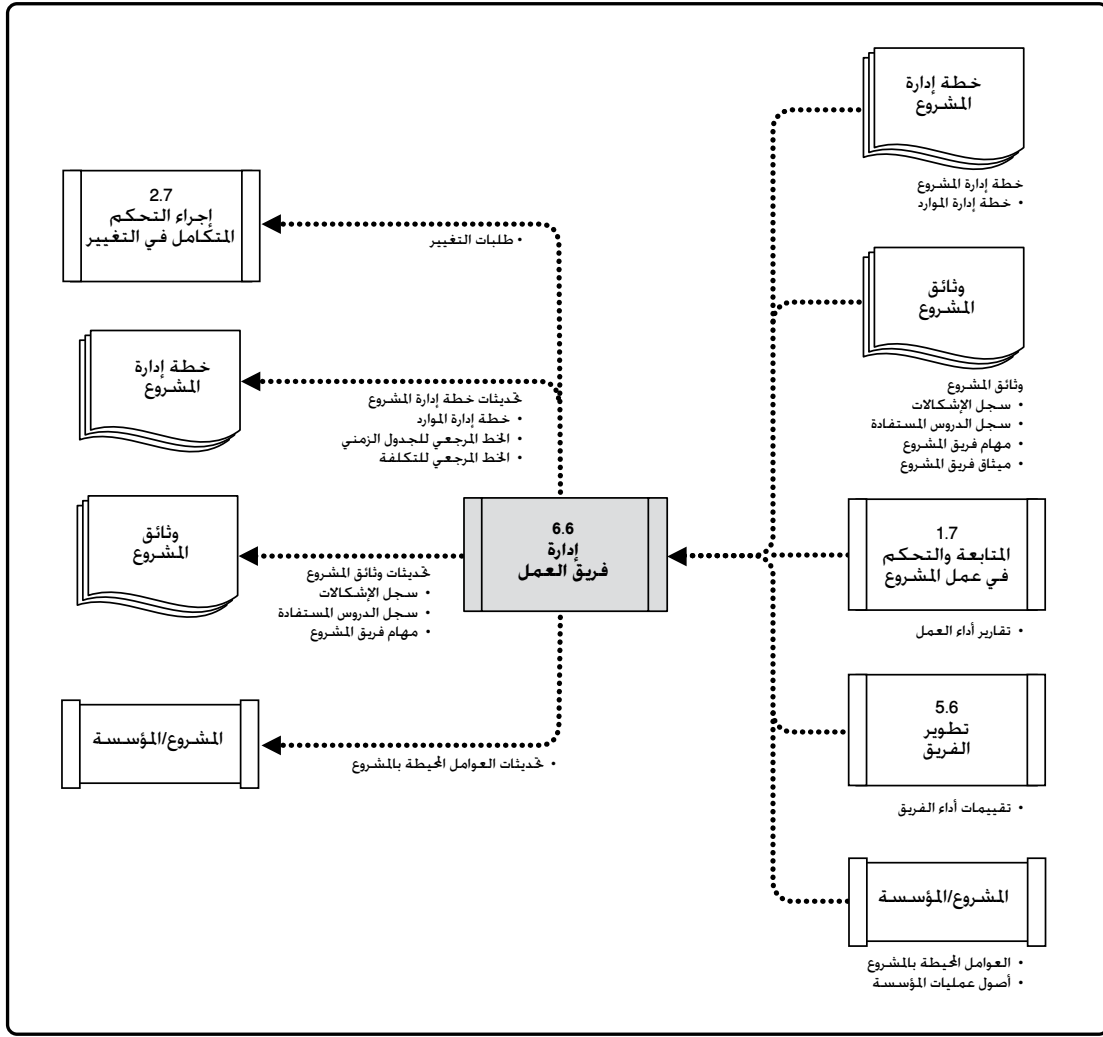 خطة إدارة
المشروع
خطة إدارة المشروع
• خطة إدارة الموارد
وثائق
المشروع
وثائق المشروع
• سجل الإشكالات
• سجل الدروس المستفادة
• مهام فريق المشروع
• ميثاق فريق المشروع
1.7
المتابعة والتحكم
في عمل المشروع
• تقارير أداء العمل
5.6
تطوير
الفريق
• تقييمات أداء الفريق
المشروع/المؤسسة
• العوامل المحيطة بالمشروع
• أصول عمليات المؤسسة
6.6
إدارة
فريق العمل
2.7
إجراء التحكم
المتكامل في التغيير
• طلبات التغيير
خطة إدارة
المشروع
تحديثات خطة إدارة المشروع
• خطة إدارة الموارد
• الخط المرجعي للجدول الزمني
• الخط المرجعي للتكلفة
وثائق
المشروع
تحديثات وثائق المشروع
• سجل الإشكالات
• سجل الدروس المستفادة
• مهام فريق المشروع
المشروع/المؤسسة
• تحديثات العوامل المحيطة بالمشروع